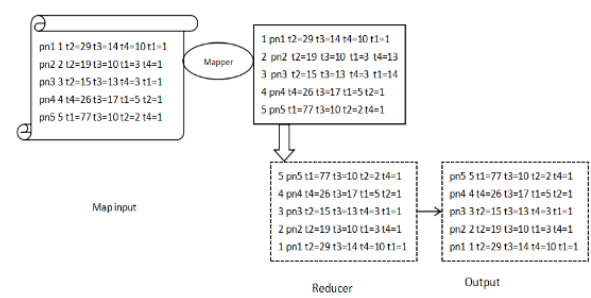 pn1 1 t2=29 t3=14 t4=10 t1=1
pn2 2 t2=19 t3=10 t1=3 t4=1
pn3 3 t2=15 t3=13 t4=3 t1=1
pn4 4 t4=26 t3=17 t1=5 t2=1
pn5 5 t1=77 t3=10 t2=2 t4=1
Map input
Mapper
1 pn1 t2=29 t3=14 t4=10 t1=1
2 pn2 t2=19 t3=10 t1=3 t4=13
3 pn3 t2=15 t3=13 t4=3 t1=14
4 pn4 t4=26 t3=17 t1=5 t2=1
5 pn5 t1=77 t3=10 t2=2 t4=1
5 pn5 t1=77 t3=10 t2=2 t4=1
4 pn4 t4=26 t3=17 t1=5 t2=1
3 pn3 t2=15 t3=13 t4=3 t1=1
2 pn2 t2=19 t3=10 t1=3 t4=1
1 pn1 t2=29 t3=14 t4=10 t1=1
Reducer
pn5 5 t1=77 t3=10 t2=2 t4=1
pn4 4 t4=26 t3=17 t1=5 t2=1
pn3 3 t2=15 t3=13 t4=3 t1=1
pn2 2 t2=19 t3=10 t1=3 t4=1
pn1 1 t2=29 t3=14 t4=10 t1=1
Output